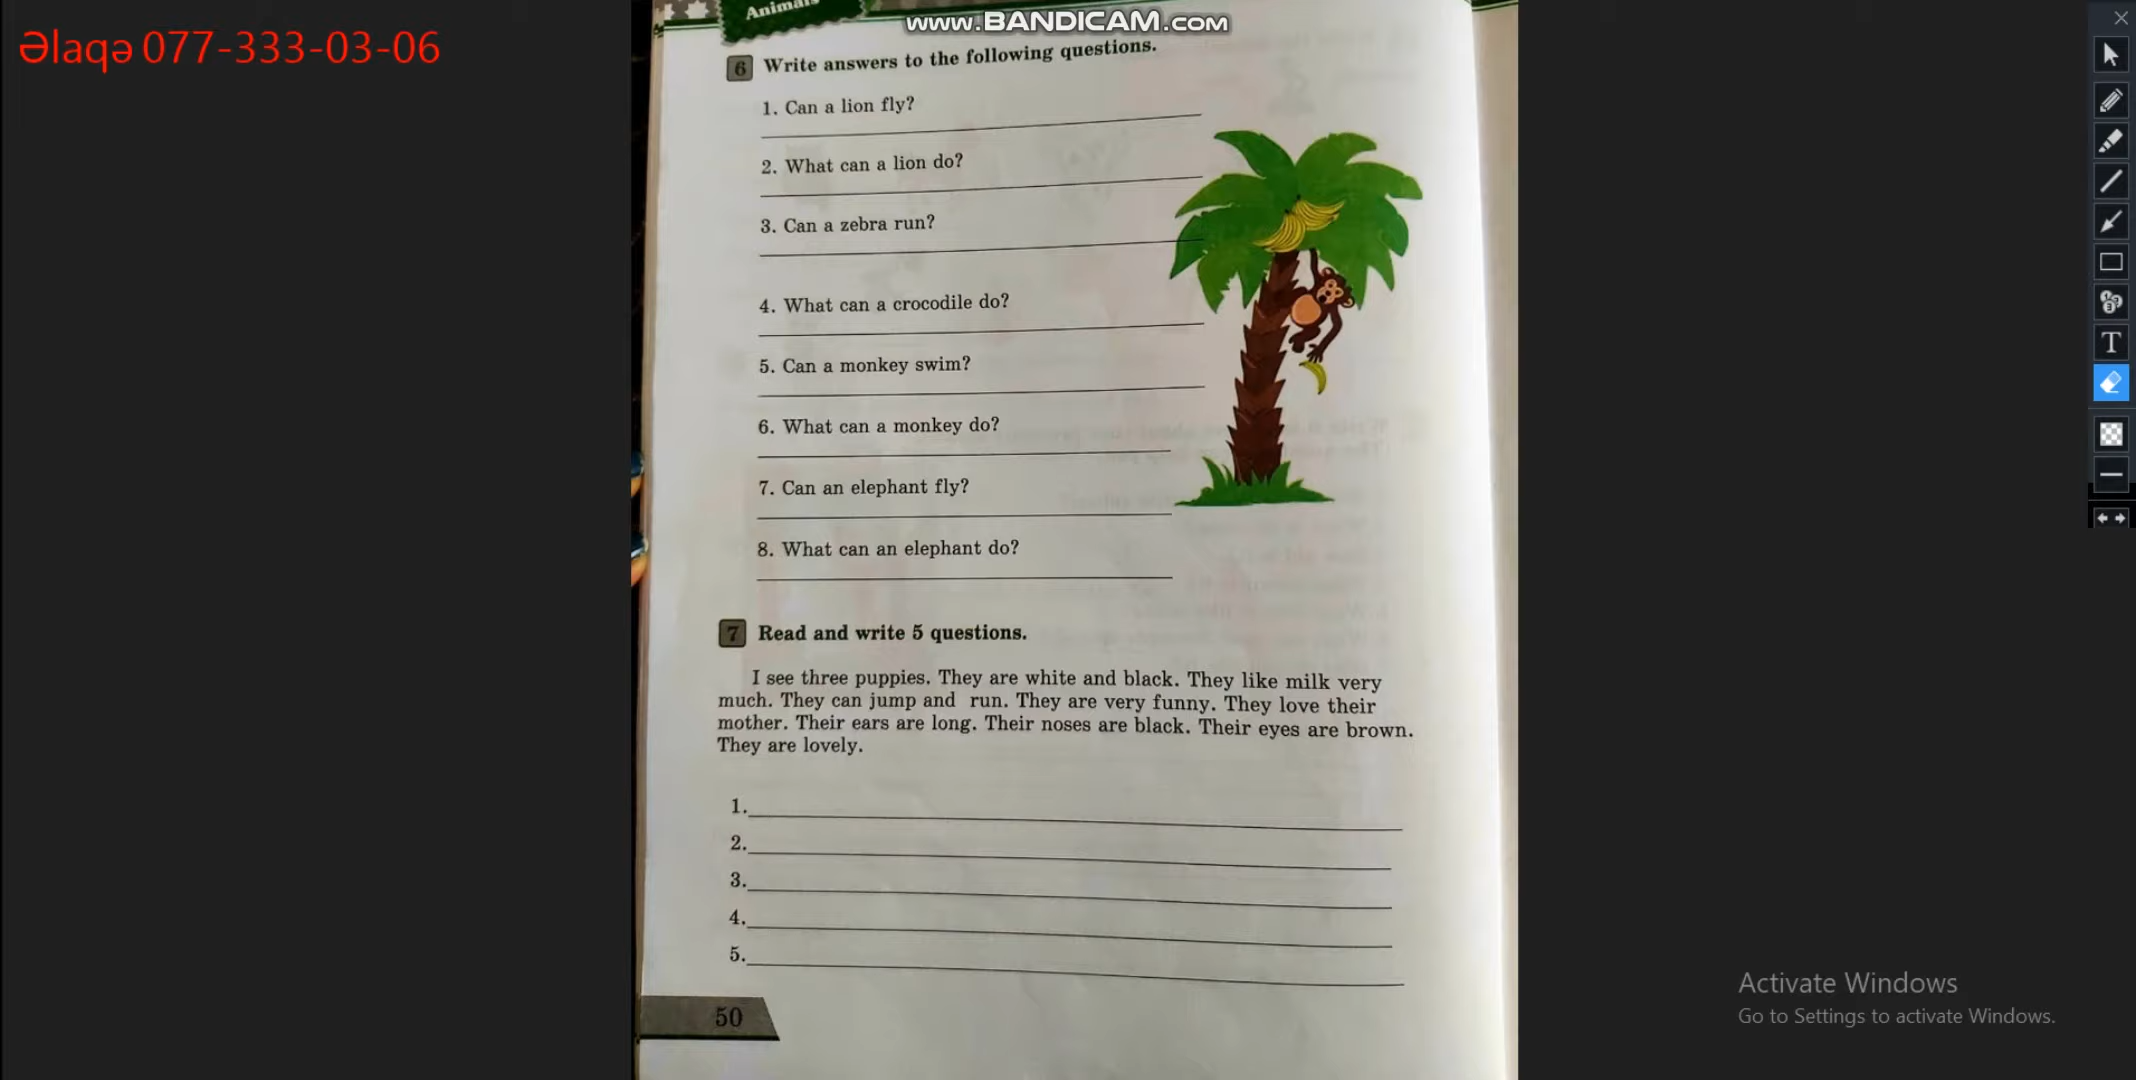 Əlaqə 077-333-03-06
www.BANDICAM.com
Animals
6 Write answers to the following questions.
1. Can a lion fly?
2. What can a lion do?
3. Can a zebra run?
4. What can a crocodile do?
5. Can a monkey swim?
6. What can a monkey do?
7. Can an elephant fly?
8. What can an elephant do?
7 Read and write 5 questions.
I see three puppies. They are white and black. They like milk very
much. They can jump and run. They are very funny. They love their
mother. Their ears are long. Their noses are black. Their eyes are brown.
They are lovely.
1.
2.
3.
4.
5.
50
Activate Windows
Go to Settings to activate Windows.